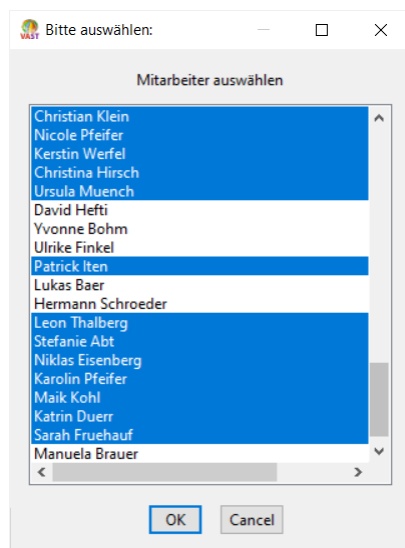 VAST Bitte auswählen:
Mitarbeiter auswählen
Christian Klein
Nicole Pfeifer
Kerstin Werfel
Christina Hirsch
Ursula Muench
David Hefti
Yvonne Bohm
Ulrike Finkel
Patrick Iten
Lukas Baer
Hermann Schroeder
Leon Thalberg
Stefanie Abt
Niklas Eisenberg
Karolin Pfeifer
Maik Kohl
Katrin Duerr
Sarah Fruehauf
Manuela Brauer
OK Cancel